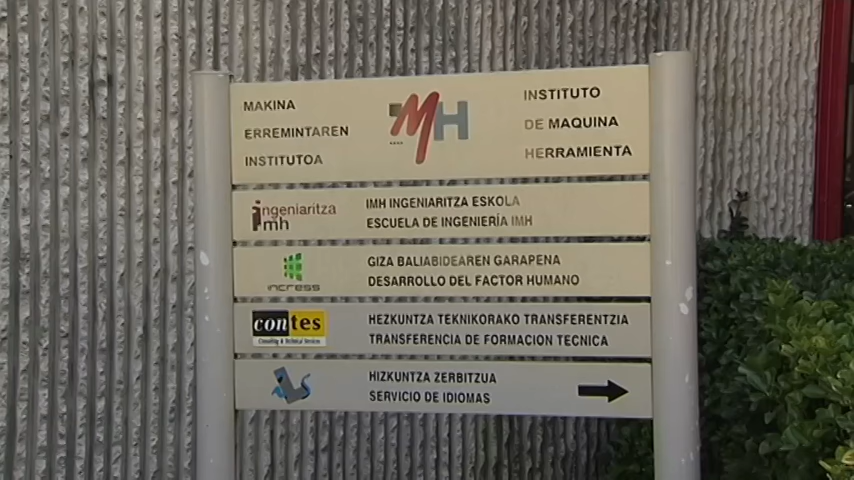 MAKINA
ERREMINTAREN
INSTITUTOA
IMH
INSTITUTO
DE MAQUINA
HERRAMIENTA
ingeniaritza
imh
IMH INGENIARITZA ESKOLA
ESCUELA DE INGENIERÍA IMH
INCRESS
GIZA BALIABIDEAREN GARAPENA
DESARROLLO DEL FACTOR HUMANO
contes
Consulting & Technical Services
HEZKUNTZA TEKNIKORAKO TRANSFERENTZIA
TRANSFERENCIA DE FORMACION TECNICA
HIZKUNTZA ZERBITZUA
SERVICIO DE IDIOMAS